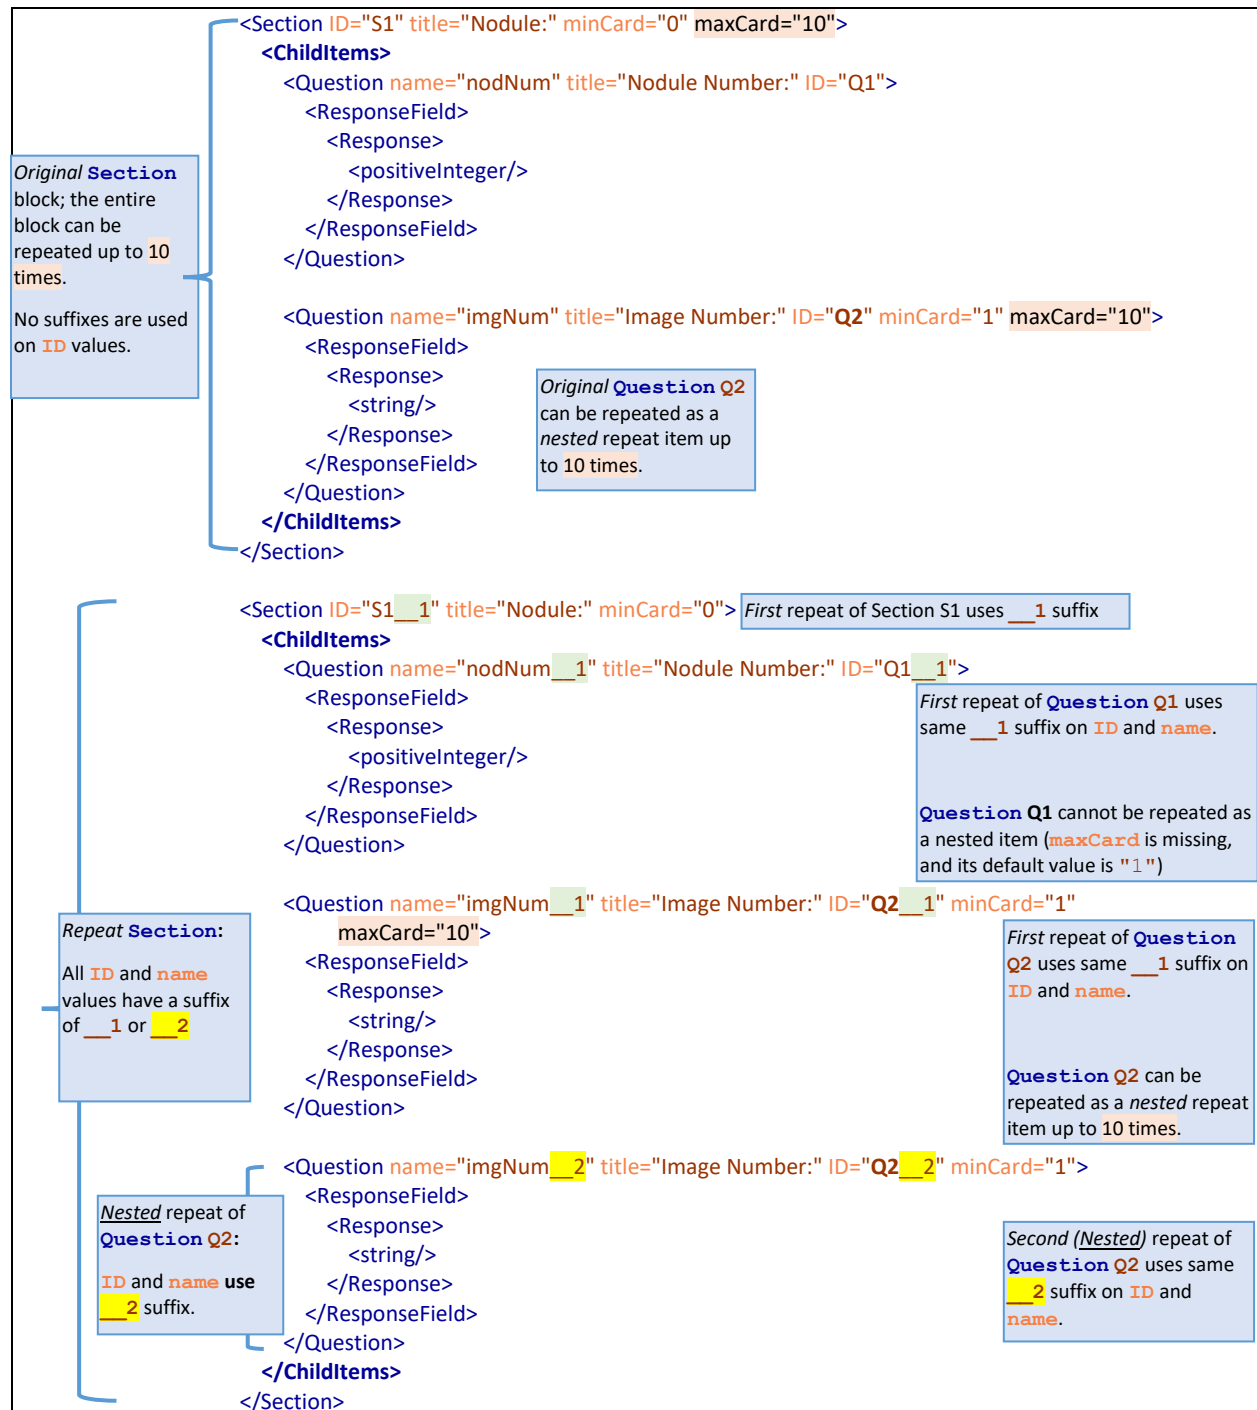 <Section ID="S1" title="Nodule:" minCard="0" maxCard="10">
<ChildItems>
<Question name="nodNum" title="Nodule Number:" ID="Q1">
<ResponseField>
<Response>
<positiveInteger/>
</Response>
</ResponseField>
</Question>
Original Section
block; the entire
block can be
repeated up to 10
times.
No suffixes are used
on ID values.
<Question name="imgNum" title="Image Number:" ID="Q2" minCard="1" maxCard="10">
<ResponseField>
<Response>
<string/>
</Response>
</ResponseField>
</Question>
</ChildItems>
</Section>
Original Question Q2
can be repeated as a
nested repeat item up
to 10 times.
<Section ID="S1__1" title="Nodule:" minCard="0">
First repeat of Section S1 uses __1 suffix
<ChildItems>
<Question name="nodNum__1" title="Nodule Number:" ID="Q1__1">
<ResponseField>
<Response>
<positiveInteger/>
</Response>
</ResponseField>
</Question>
First repeat of Question Q1 uses
same __1 suffix on ID and name.
Question Q1 cannot be repeated as
a nested item (maxCard is missing,
and its default value is "1")
<Question name="imgNum__1" title="Image Number:" ID="Q2__1" minCard="1"
maxCard="10">
<ResponseField>
<Response>
<string/>
</Response>
</ResponseField>
</Question>
Repeat Section:
All ID and name
values have a suffix
of __1 or __2
First repeat of Question
Q2 uses same __1 suffix on
ID and name.
Question Q2 can be
repeated as a nested repeat
item up to 10 times.
<Question name="imgNum__2" title="Image Number:" ID="Q2__2" minCard="1">
<ResponseField>
<Response>
<string/>
</Response>
</ResponseField>
</Question>
Nested repeat of
Question Q2:
ID and name use
__2 suffix.
Second (Nested) repeat of
Question Q2 uses same
__2 suffix on ID and
name.
</ChildItems>
</Section>